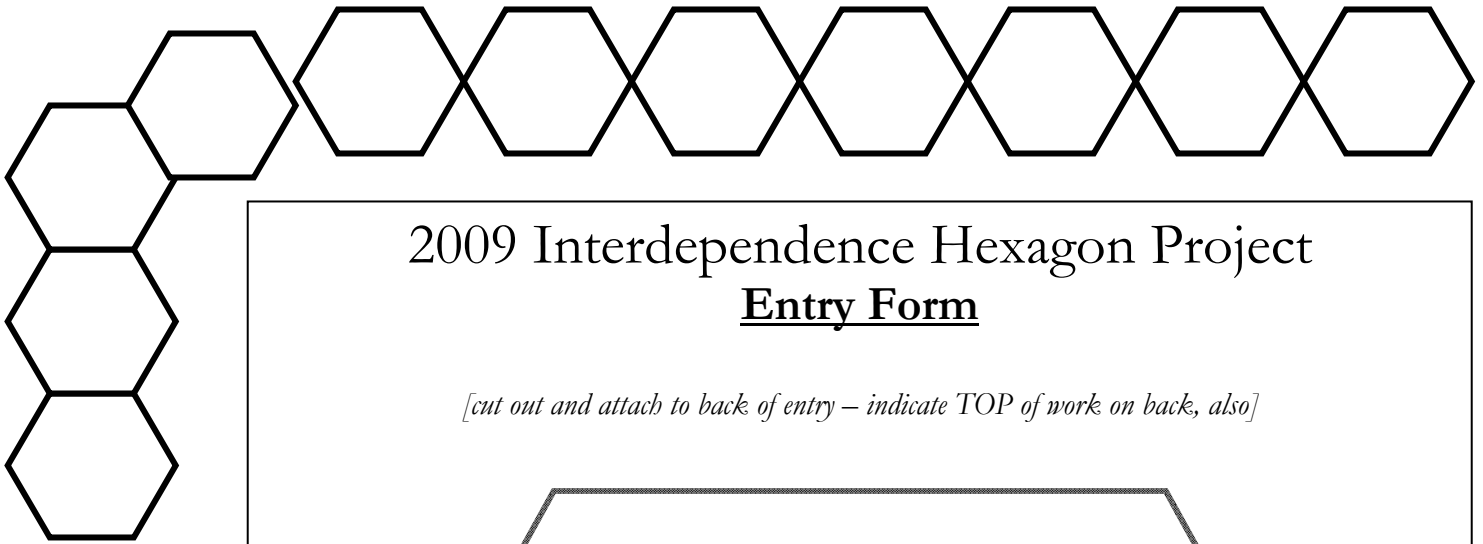 2009 Interdependence Hexagon Project
Entry Form
[cut out and attach to back of entry – indicate TOP of work on back, also]